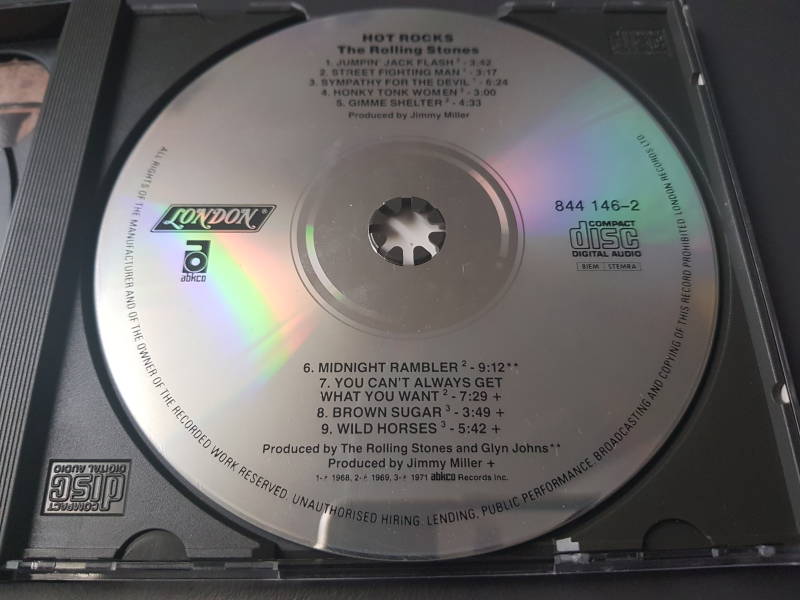 HOT ROCKS
The Rolling Stones
1. JUMPIN' JACK FLASH ¹ - 3:42
2. STREET FIGHTING MAN ¹ - 3:17
3. SYMPATHY FOR THE DEVIL ¹ - 6:24
4. HONKY TONK WOMEN ² - 3:00
5. GIMME SHELTER ² - 4:33
Produced by Jimmy Miller
LONDON®
abkco
844 146-2
COMPACT
disc
DIGITAL AUDIO
BIEM STEMRA
6. MIDNIGHT RAMBLER ² - 9:12**
7. YOU CAN'T ALWAYS GET
WHAT YOU WANT ² - 7:29 +
8. BROWN SUGAR ³ - 3:49 +
9. WILD HORSES ³ - 5:42 +
Produced by The Rolling Stones and Glyn Johns**
Produced by Jimmy Miller +
1-℗ 1968, 2-℗ 1969, 3-℗ 1971 abkco Records Inc.
ALL RIGHTS OF THE MANUFACTURER AND OF THE OWNER OF THE RECORDED WORK RESERVED. UNAUTHORISED HIRING, LENDING, PUBLIC PERFORMANCE, BROADCASTING AND COPYING OF THIS RECORD PROHIBITED LONDON RECORDS LTD.
COMPACT
disc
DIGITAL AUDIO